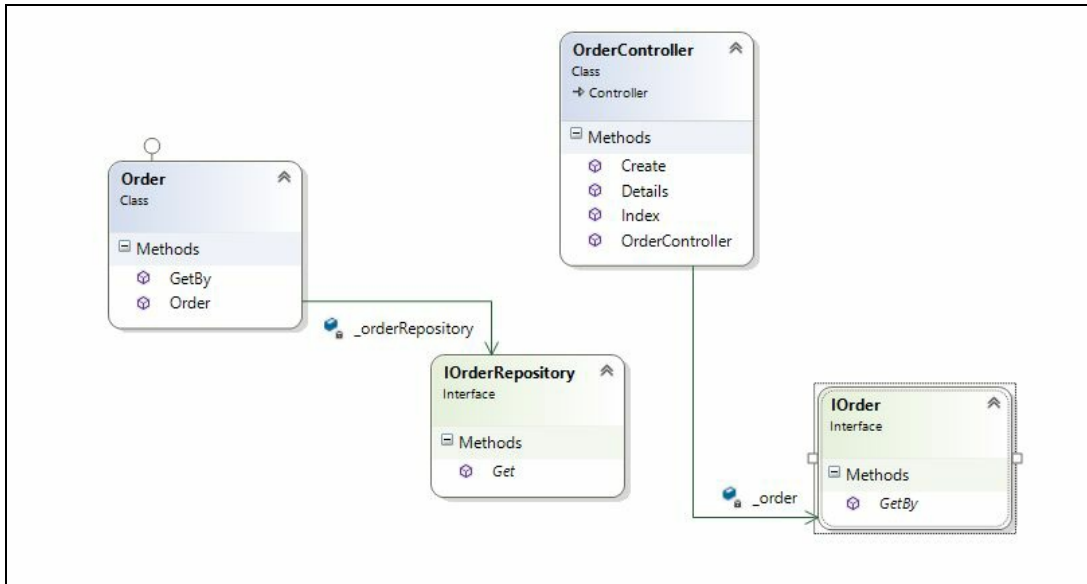 OrderController
Class
Controller
Methods
Create
Details
Index
OrderController
Order
Class
Methods
GetBy
Order
_orderRepository
IOrderRepository
Interface
Methods
Get
IOrder
Interface
Methods
GetBy
_order